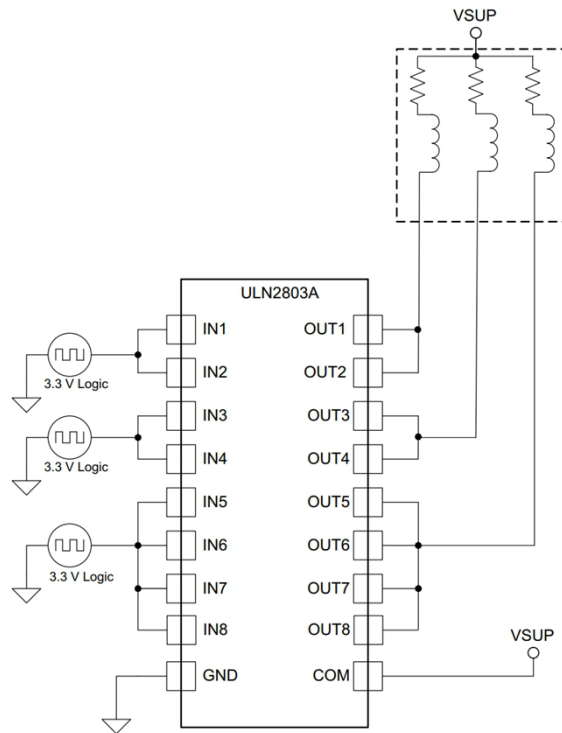 VSUP
ULN2803A
IN1
OUT1
IN2
OUT2
3.3 V Logic
IN3
OUT3
IN4
OUT4
3.3 V Logic
IN5
OUT5
IN6
OUT6
3.3 V Logic
IN7
OUT7
IN8
OUT8
VSUP
GND
COM